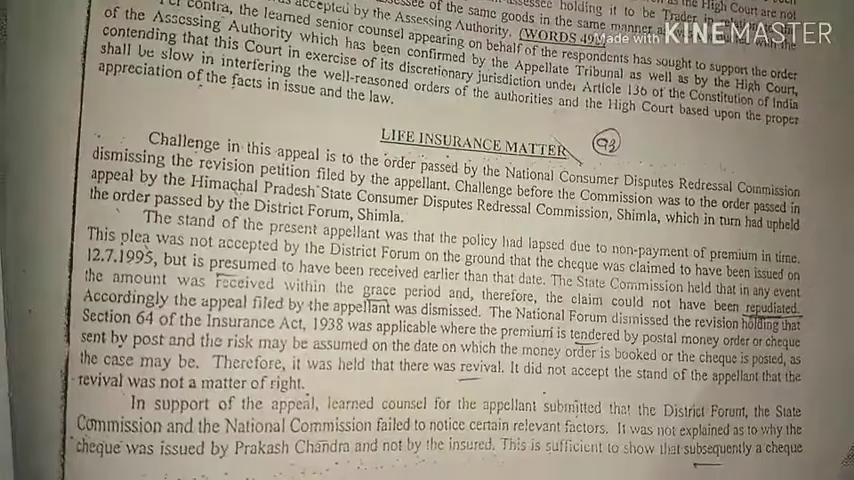 assessee holding it to be Trader in
the High Court are not
assessee of the same goods in the same manner
was accepted by the Assessing Authority. (WORDS 499)
Made with KINEMASTER
Per contra, the learned senior counsel appearing on behalf of the respondents has sought to support the order
of the Assessing Authority which has been confirmed by the Appellate Tribunal as well as by the High Court,
contending that this Court in exercise of its discretionary jurisdiction under Article 136 of the Constitution of India
shall be slow in interfering the well-reasoned orders of the authorities and the High Court based upon the proper
appreciation of the facts in issue and the law.
LIFE INSURANCE MATTER 93
Challenge in this appeal is to the order passed by the National Consumer Disputes Redressal Commission
dismissing the revision petition filed by the appellant. Challenge before the Commission was to the order passed in
appeal by the Himachal Pradesh State Consumer Disputes Redressal Commission, Shimla, which in turn had upheld
the order passed by the District Forum, Shimla.
The stand of the present appellant was that the policy had lapsed due to non-payment of premium in time.
This plea was not accepted by the District Forum on the ground that the cheque was claimed to have been issued on
12.7.1995, but is presumed to have been received earlier than that date. The State Commission held that in any event
the amount was received within the grace period and, therefore, the claim could not have been repudiated.
Accordingly the appeal filed by the appellant was dismissed. The National Forum dismissed the revision holding that
Section 64 of the Insurance Act, 1938 was applicable where the premium is tendered by postal money order or cheque
sent by post and the risk may be assumed on the date on which the money order is booked or the cheque is posted, as
the case may be. Therefore, it was held that there was revival. It did not accept the stand of the appellant that the
revival was not a matter of right.
In support of the appeal, learned counsel for the appellant submitted that the District Forum, the State
Commission and the National Commission failed to notice certain relevant factors. It was not explained as to why the
cheque was issued by Prakash Chandra and not by the insured. This is sufficient to show that subsequently a cheque